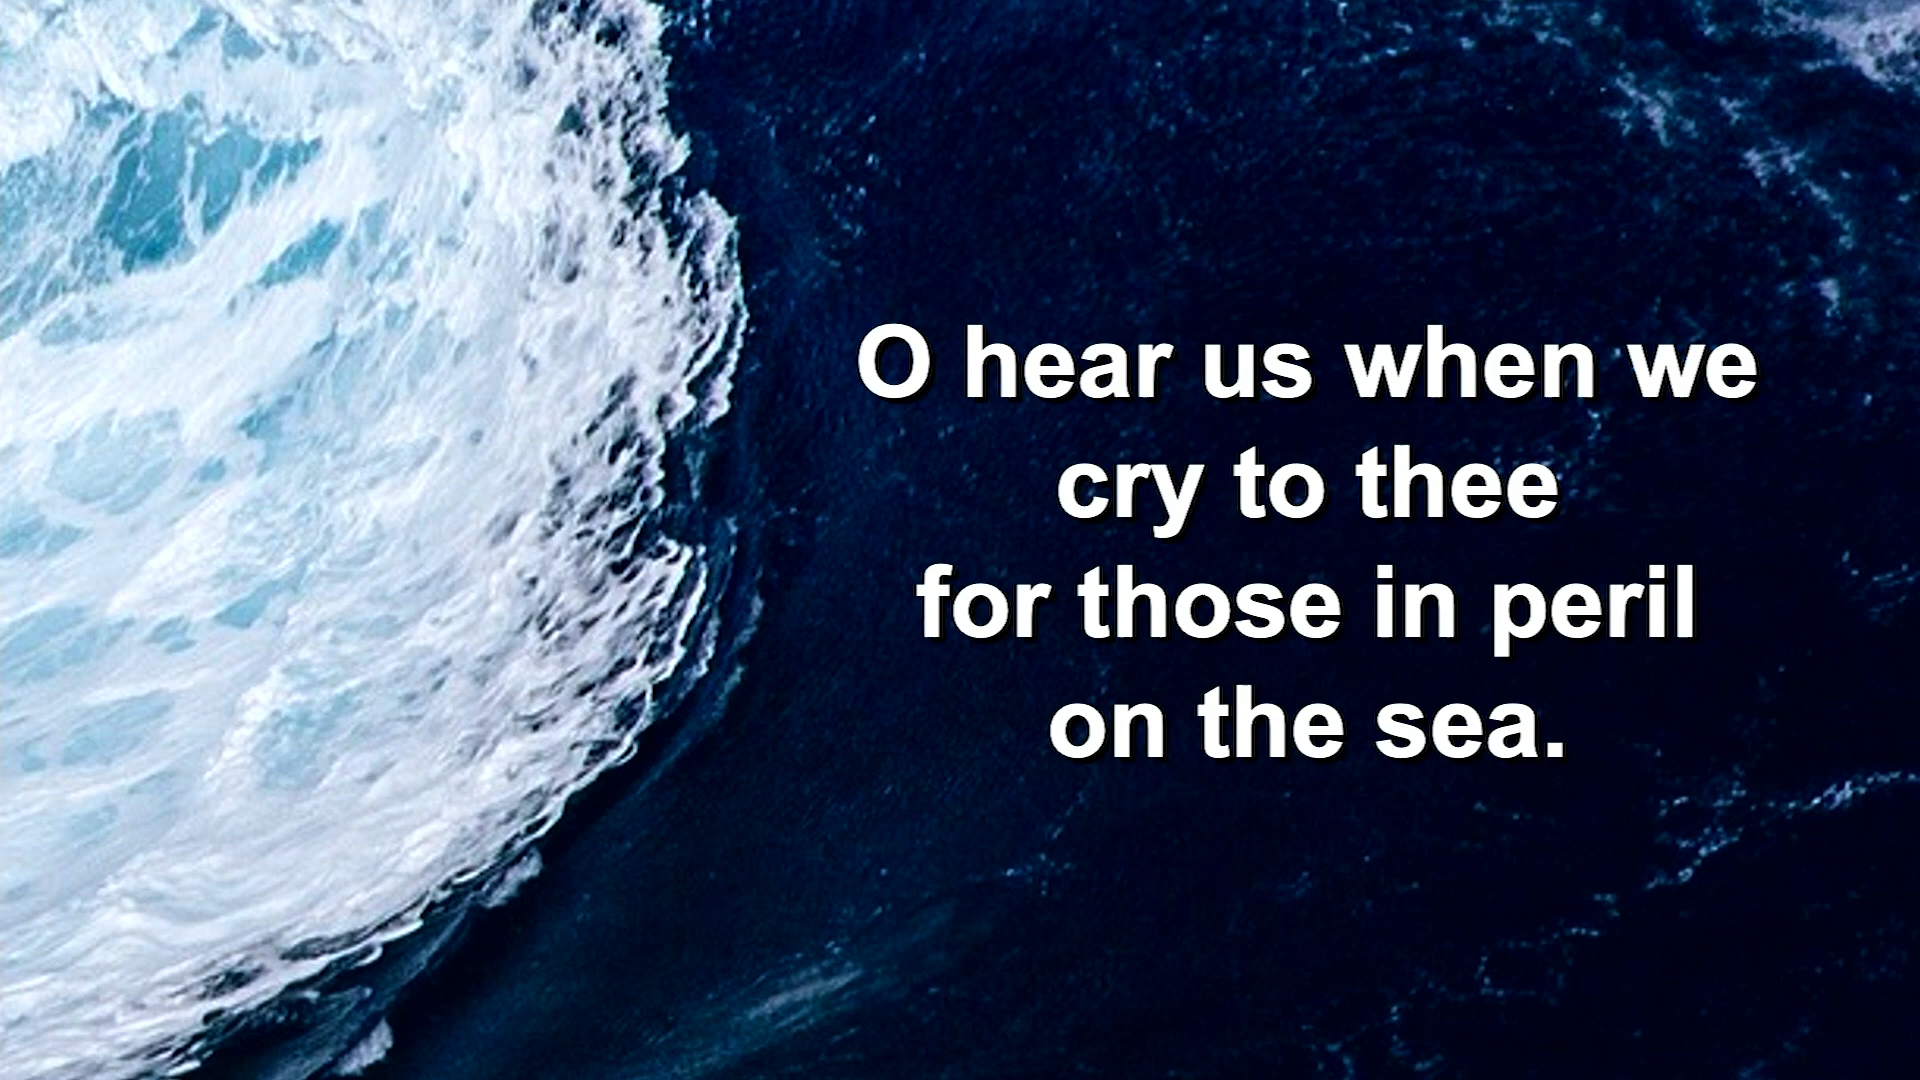 O hear us when we
cry to thee
for those in peril
on the sea.